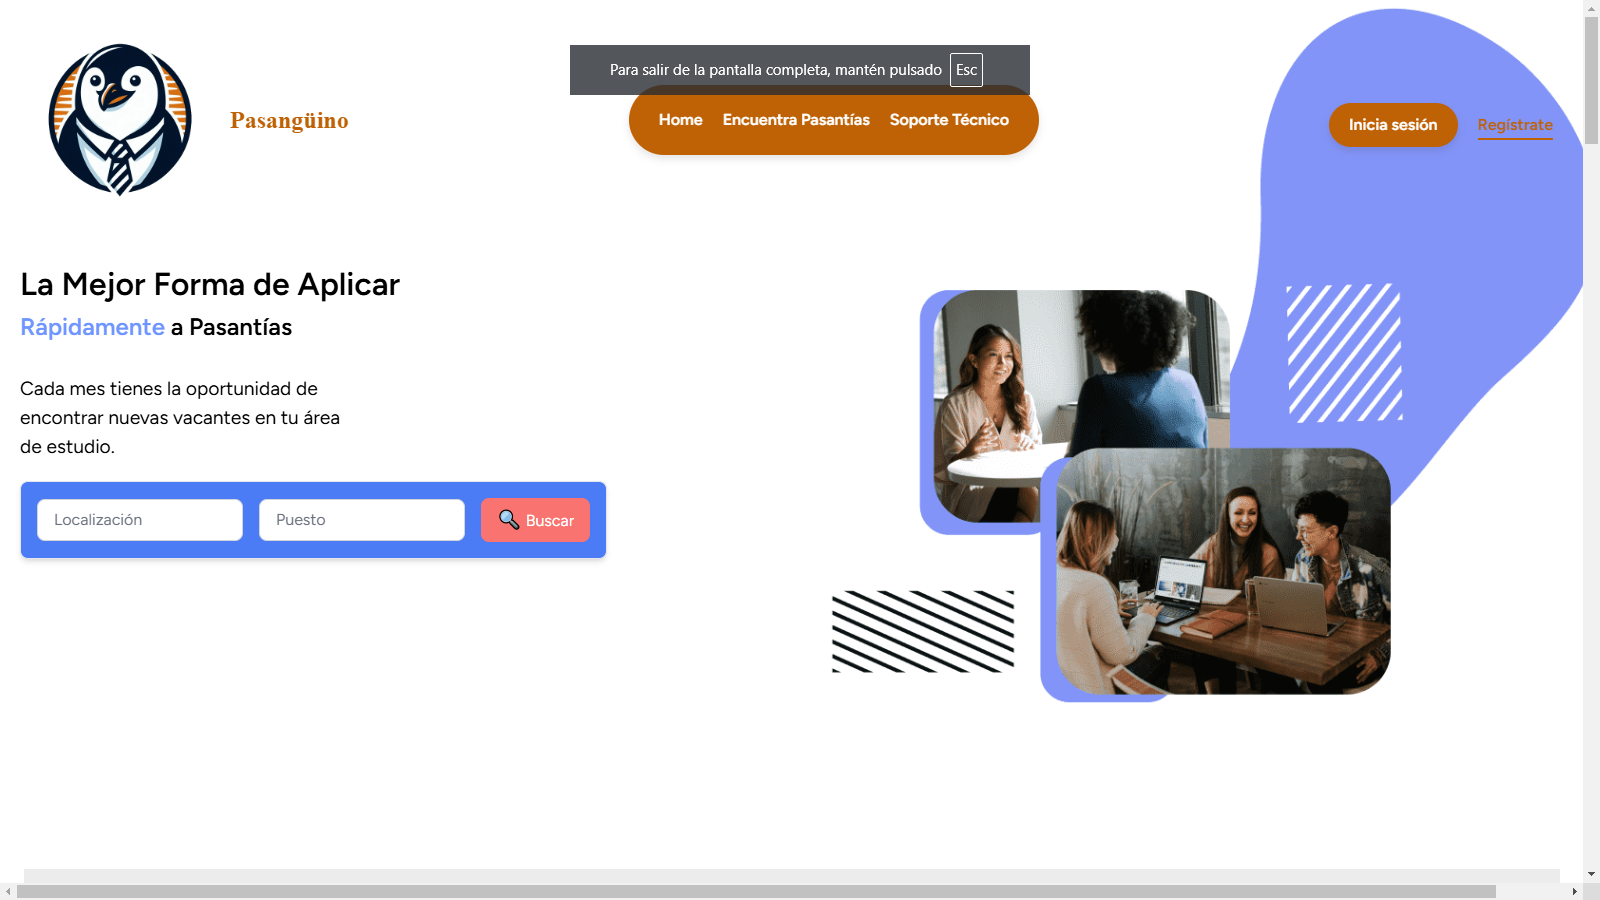 Para salir de la pantalla completa, mantén pulsado Esc
Pasangüino
Home Encuentra Pasantías Soporte Técnico
Inicia sesión
Regístrate
La Mejor Forma de Aplicar
Rápidamente a Pasantías
Cada mes tienes la oportunidad de
encontrar nuevas vacantes en tu área
de estudio.
Localización
Puesto
Buscar